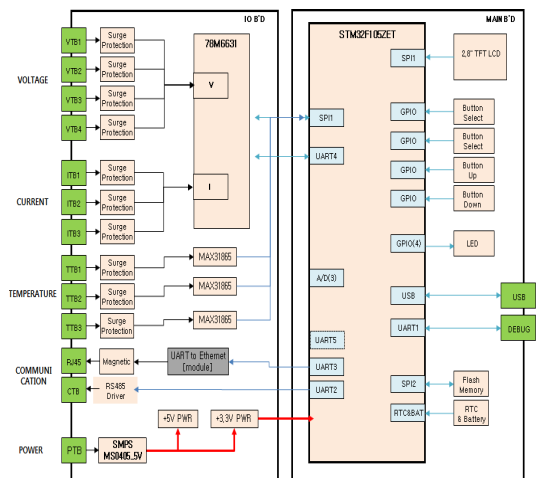 IO B'D
MAIN B'D
VOLTAGE
VTB1
Surge
Protection
VTB2
Surge
Protection
VTB3
Surge
Protection
VTB4
Surge
Protection
78M6631
V
I
CURRENT
ITB1
Surge
Protection
ITB2
Surge
Protection
ITB3
Surge
Protection
TEMPERATURE
TTB1
Surge
Protection
MAX31865
TTB2
Surge
Protection
MAX31865
TTB3
Surge
Protection
MAX31865
COMMUNI
CATION
RJ45
Magnetic
UART to Ethernet
[module]
CTB
RS485
Driver
POWER
PTB
SMPS
MS0405_5V
+5V PWR
+3,3V PWR
STM32F105ZET
SPI1
UART4
A/D(3)
UART5
UART3
UART2
SPI1
2,8" TFT LCD
GPIO
Button
Select
GPIO
Button
Select
GPIO
Button
Up
GPIO
Button
Down
GPIO(4)
LED
USB
USB
UART1
DEBUG
SPI2
Flash
Memory
RTC&BAT
RTC
& Battery